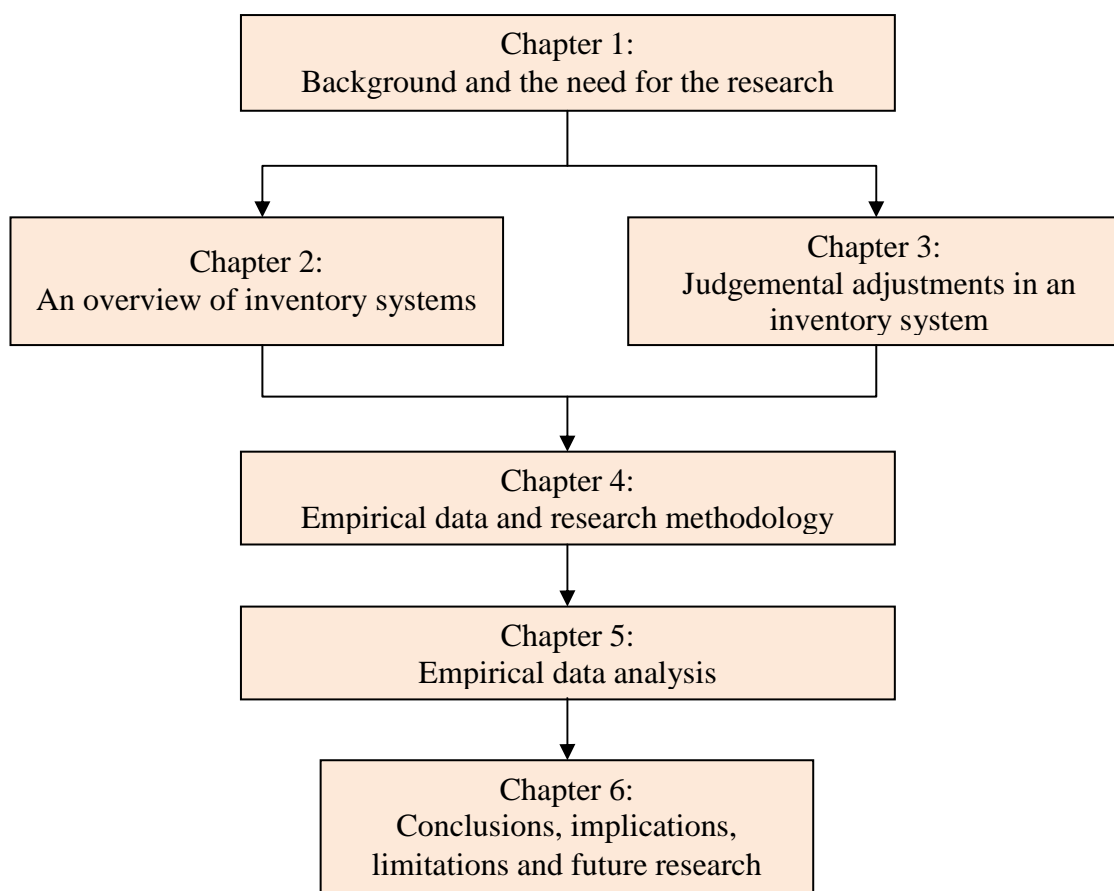 Chapter 1:
Background and the need for the research
Chapter 2:
An overview of inventory systems
Chapter 3:
Judgemental adjustments in an
inventory system
Chapter 4:
Empirical data and research methodology
Chapter 5:
Empirical data analysis
Chapter 6:
Conclusions, implications,
limitations and future research